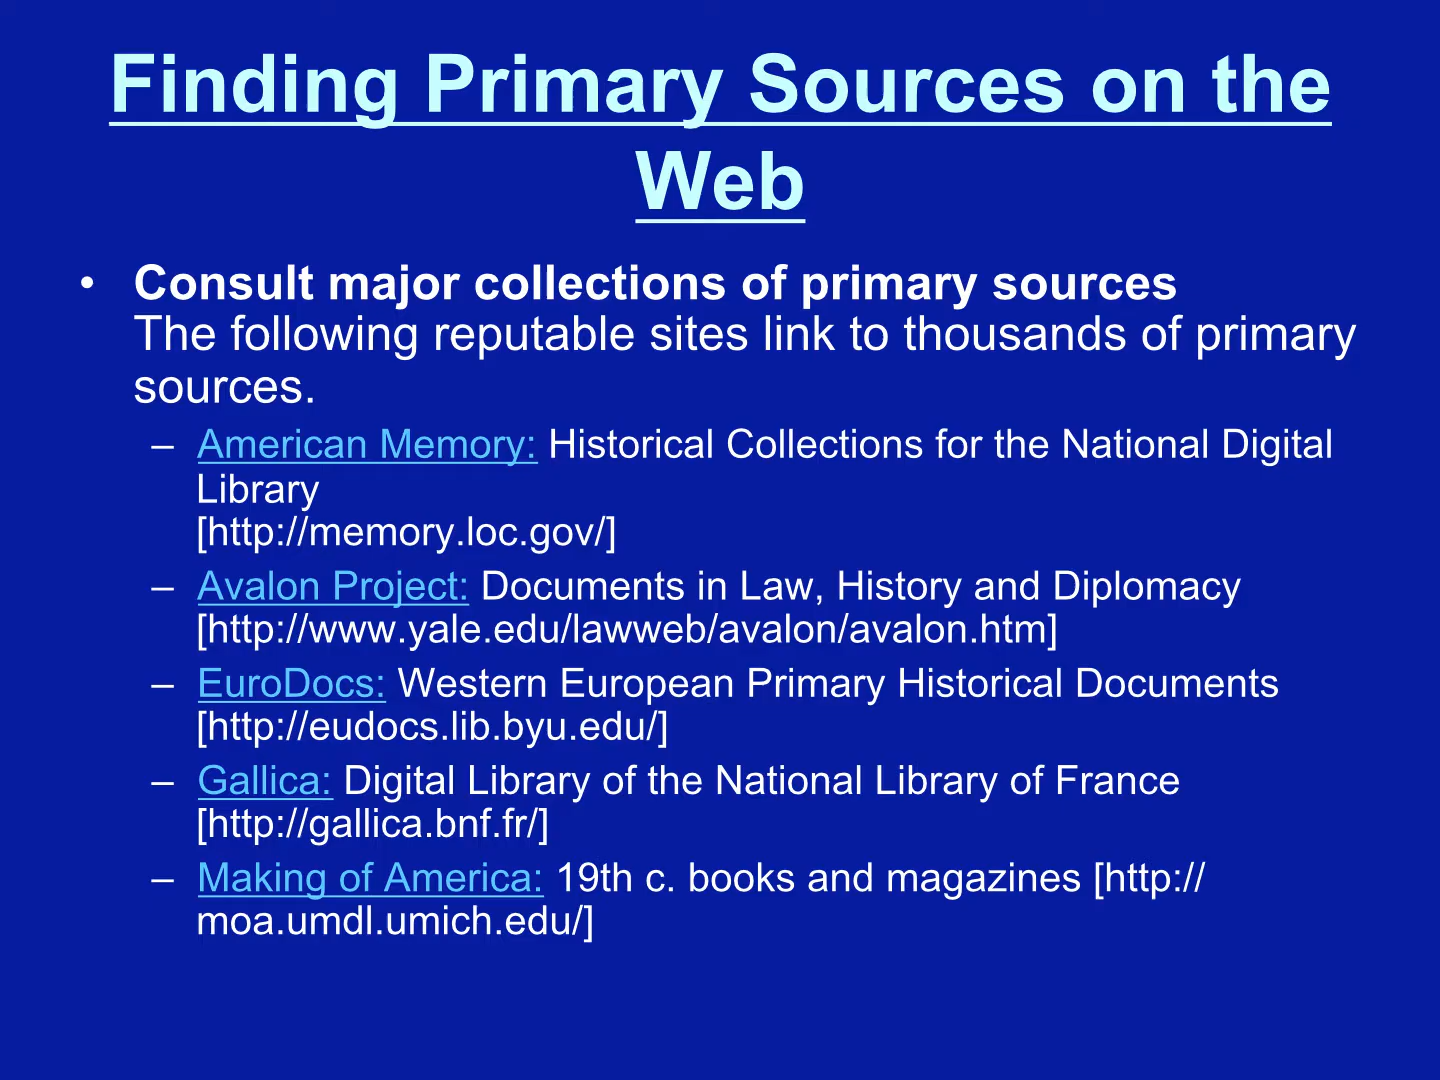 Finding Primary Sources on the
Web
• Consult major collections of primary sources
The following reputable sites link to thousands of primary
sources.
– American Memory: Historical Collections for the National Digital
Library
[http://memory.loc.gov/]
– Avalon Project: Documents in Law, History and Diplomacy
[http://www.yale.edu/lawweb/avalon/avalon.htm]
– EuroDocs: Western European Primary Historical Documents
[http://eudocs.lib.byu.edu/]
– Gallica: Digital Library of the National Library of France
[http://gallica.bnf.fr/]
– Making of America: 19th c. books and magazines [http://
moa.umdl.umich.edu/]